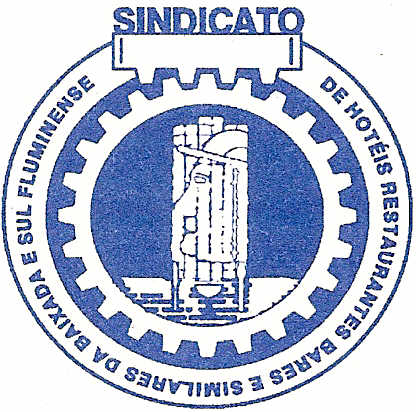 SINDICATO
DE HOTÉIS RESTAURANTES BARES E SIMILARES DA BAIXADA E SUL FLUMINENSE